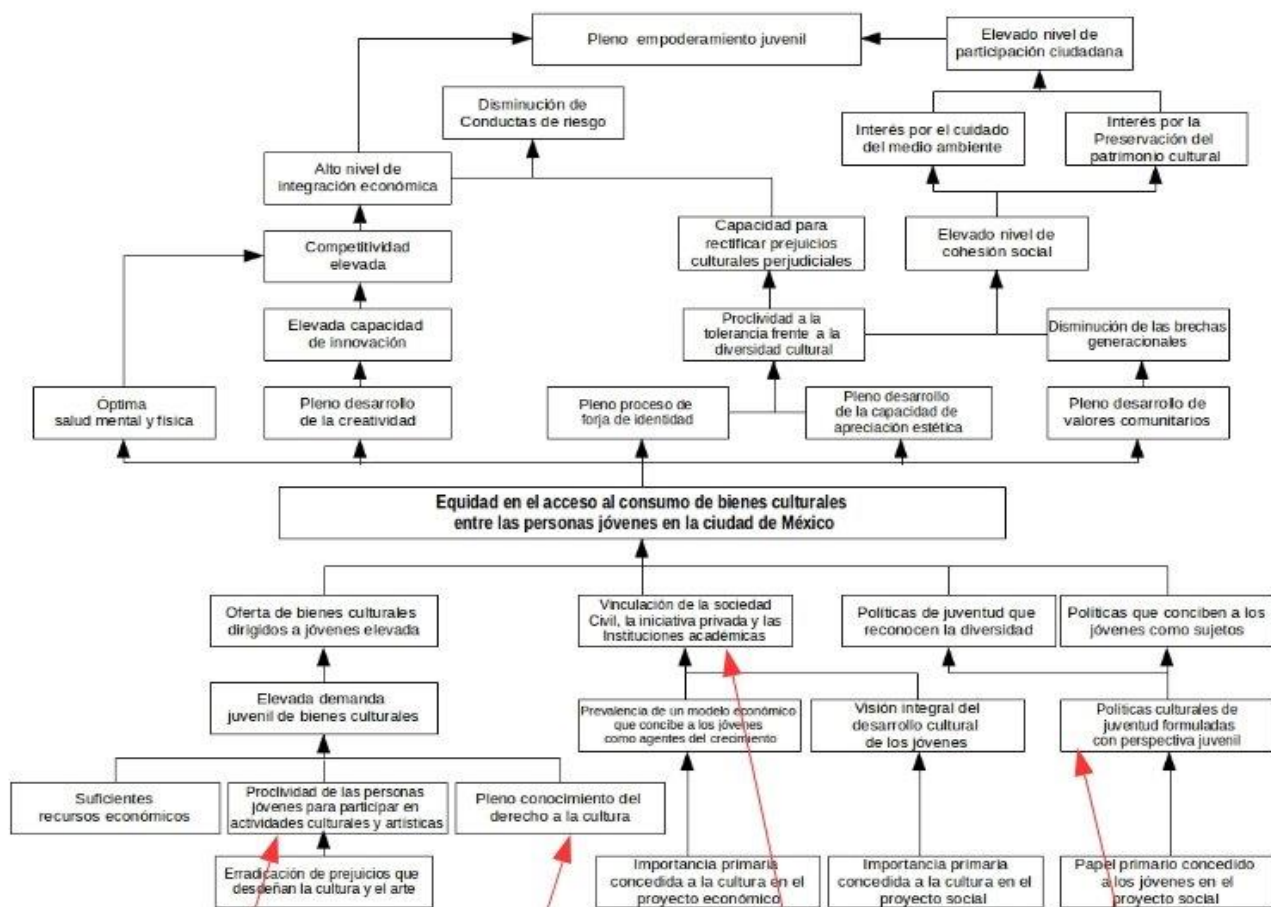 Pleno empoderamiento juvenil
Elevado nivel de
participación ciudadana
Disminución de
Conductas de riesgo
Interés por el cuidado
del medio ambiente
Interés por la
Preservación del
patrimonio cultural
Alto nivel de
integración económica
Capacidad para
rectificar prejuicios
culturales perjudiciales
Elevado nivel de
cohesión social
Competitividad
elevada
Elevada capacidad
de innovación
Proclividad a la
tolerancia frente a la
diversidad cultural
Disminución de las brechas
generacionales
Óptima
salud mental y física
Pleno desarrollo
de la creatividad
Pleno proceso de
forja de identidad
Pleno desarrollo
de la capacidad de
apreciación estética
Pleno desarrollo de
valores comunitarios
Equidad en el acceso al consumo de bienes culturales
entre las personas jóvenes en la ciudad de México
Oferta de bienes culturales
dirigidos a jóvenes elevada
Vinculación de la sociedad
Civil, la iniciativa privada y las
Instituciones académicas
Políticas de juventud que
reconocen la diversidad
Políticas que conciben a los
jóvenes como sujetos
Elevada demanda
juvenil de bienes culturales
Prevalencia de un modelo económico
que concibe a los jóvenes
como agentes del crecimiento
Visión integral del
desarrollo cultural
de los jóvenes
Políticas culturales de
juventud formuladas
con perspectiva juvenil
Suficientes
recursos económicos
Proclividad de las personas
jóvenes para participar en
actividades culturales y artísticas
Pleno conocimiento del
derecho a la cultura
Erradicación de prejuicios que
desdeñan la cultura y el arte
Importancia primaria
concedida a la cultura en el
proyecto económico
Importancia primaria
concedida a la cultura en el
proyecto social
Papel primario concedido
a los jóvenes en el
proyecto social